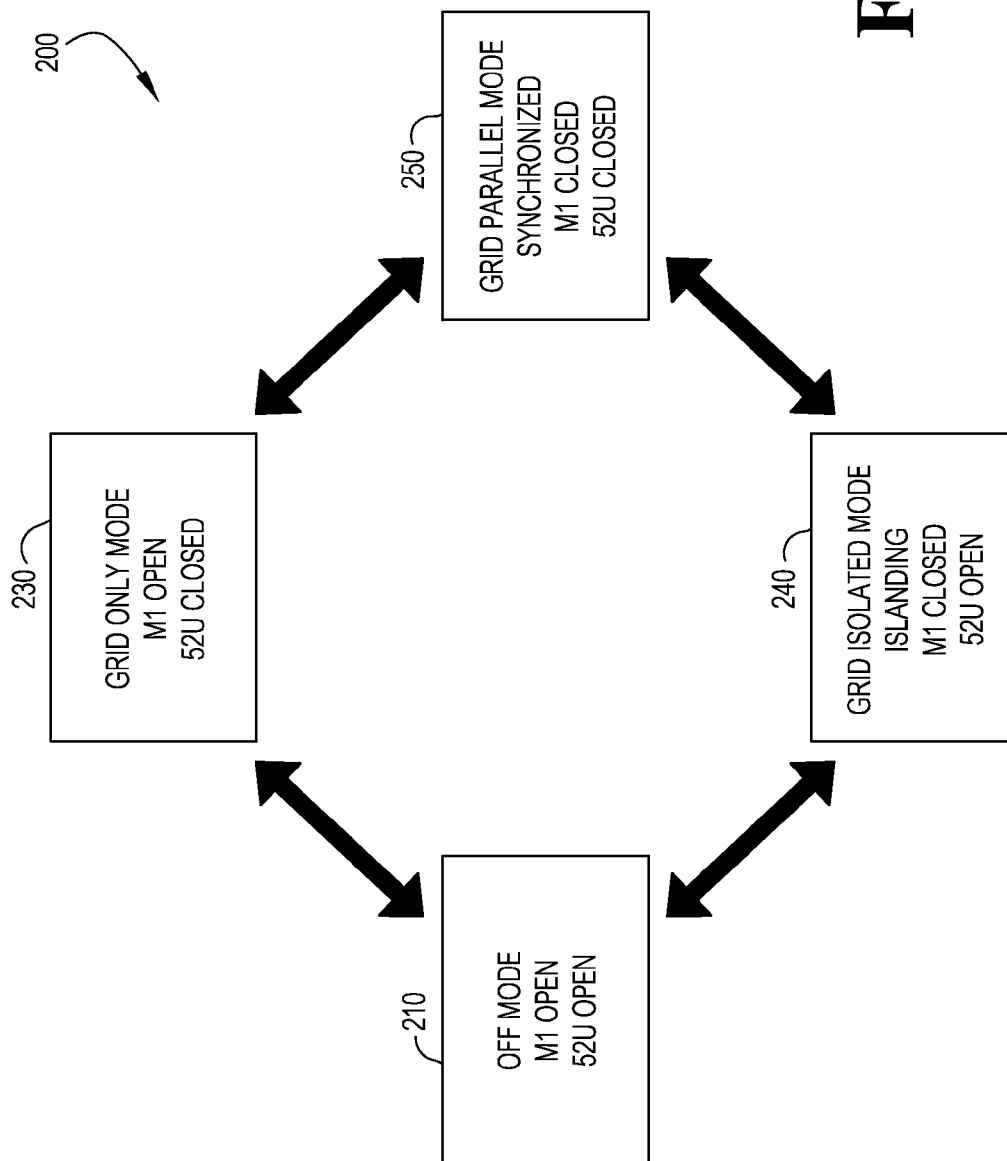 200
230
GRID ONLY MODE
M1 OPEN
52U CLOSED
210
OFF MODE
M1 OPEN
52U OPEN
250
GRID PARALLEL MODE
SYNCHRONIZED
M1 CLOSED
52U CLOSED
240
GRID ISOLATED MODE
ISLANDING
M1 CLOSED
52U OPEN